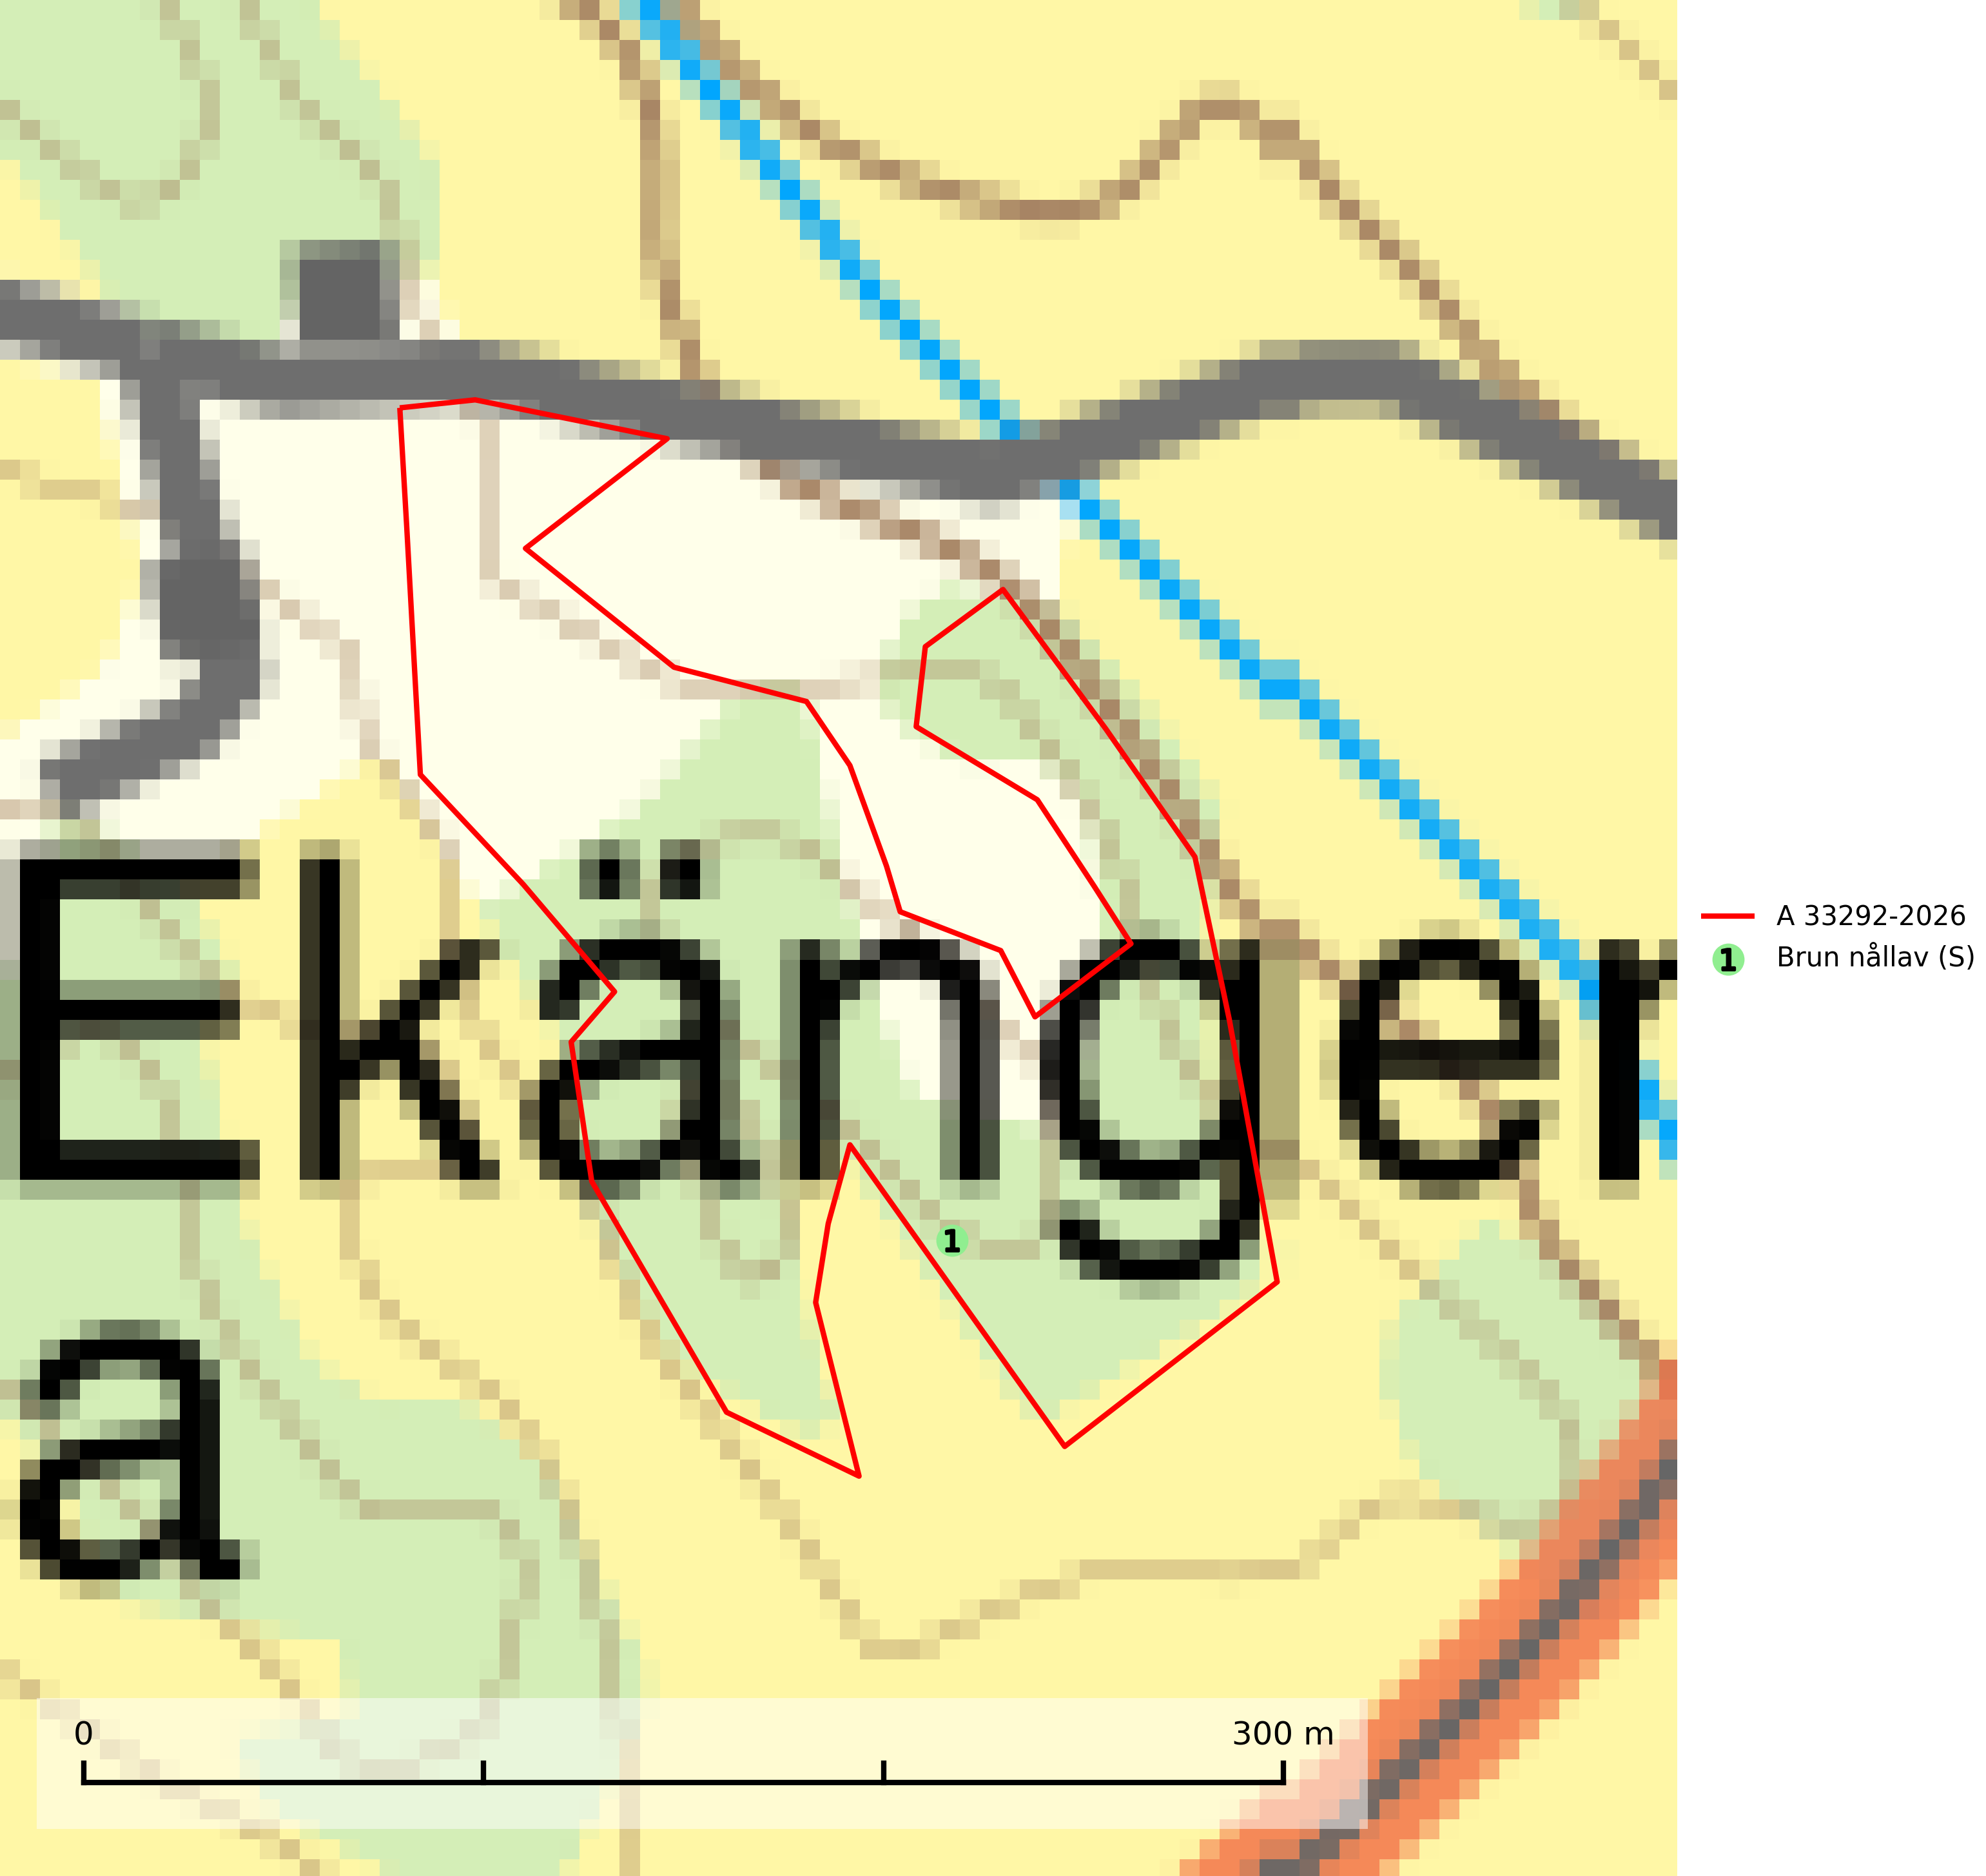 Ekänger
a
1
0 300 m
A 33292-2026
1 Brun nållav (S)